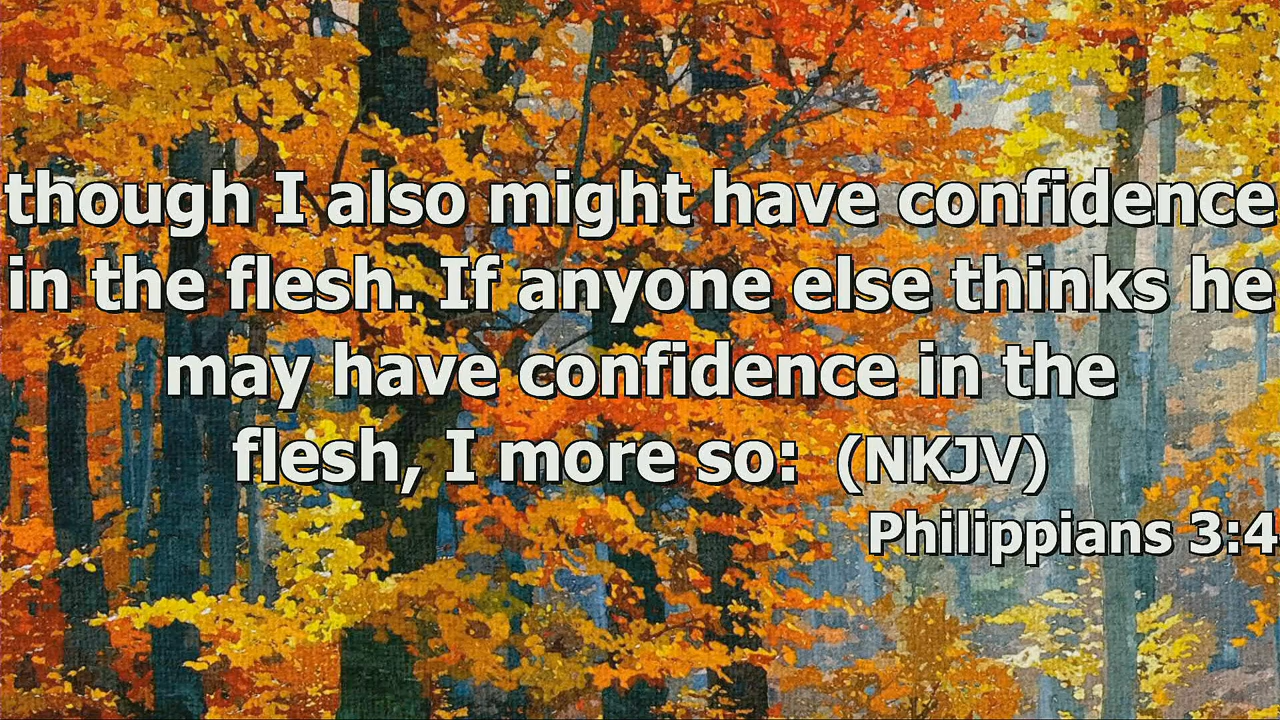 though I also might have confidence
in the flesh. If anyone else thinks he
may have confidence in the
flesh, I more so: (NKJV)
Philippians 3:4